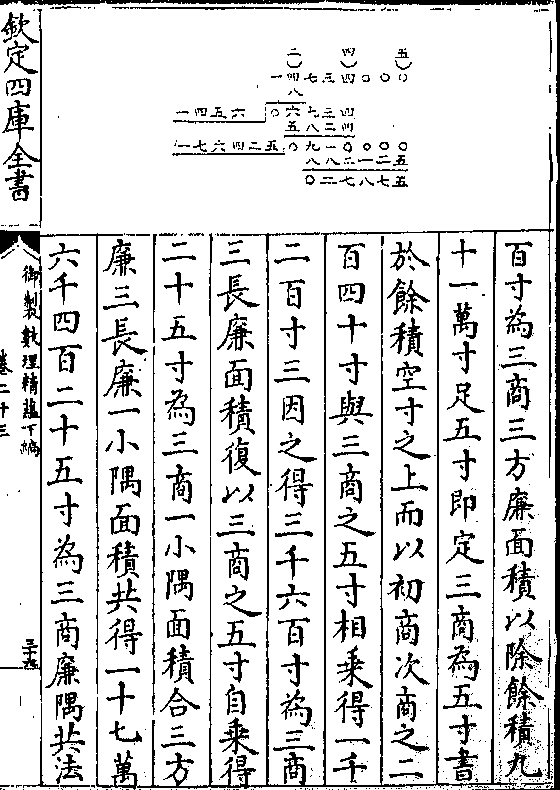 二 四 五
一四七三四〇〇〇
八
一四五六 〇六七三四
五八二四
一七六四二五 〇九一〇〇〇〇
八八二一二五
〇二七八七五
百寸為三商三方廉面積以除餘積九
十一萬寸足五寸即定三商為五寸書
於餘積空寸之上而以初商次商之二
百四十寸與三商之五寸相乘得一千
二百寸三因之得三千六百寸為三商
三長廉面積復以三商之五寸自乘得
二十五寸為三商一小隅面積合三方
廉三長廉一小隅面積共得一十七萬
六千四百二十五寸為三商廉隅共法
欽定四庫全書
御製數理精蘊下編
卷二十三